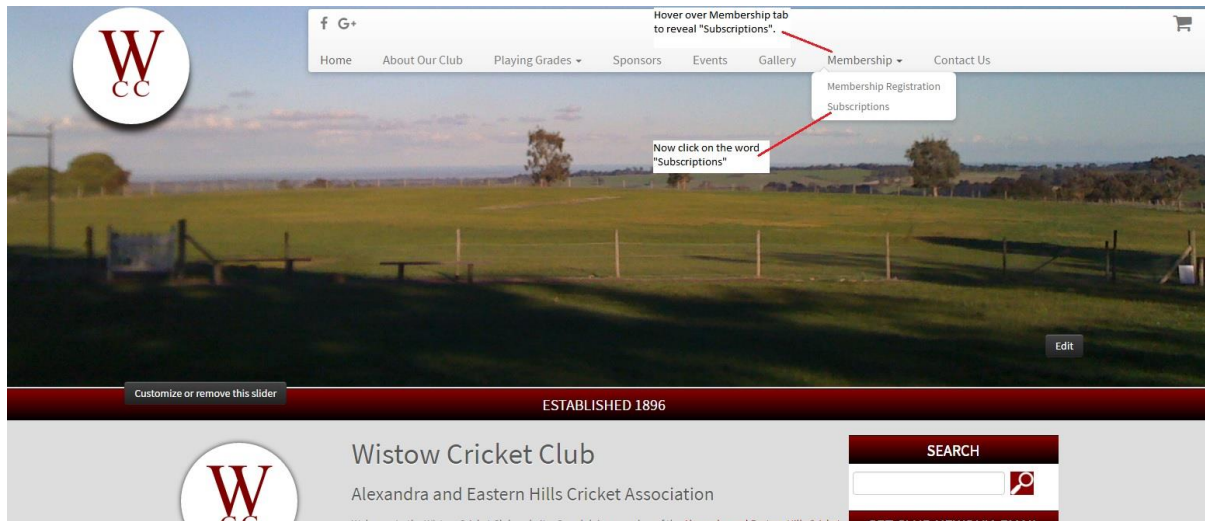 W
CC
f G+
Hover over Membership tab
to reveal "Subscriptions".
Home About Our Club Playing Grades Sponsors Events Gallery Membership Contact Us
Membership Registration
Subscriptions
Now click on the word
"Subscriptions"
Edit
Customize or remove this slider
ESTABLISHED 1896
Wistow Cricket Club
SEARCH
Alexandra and Eastern Hills Cricket Association
W
CC